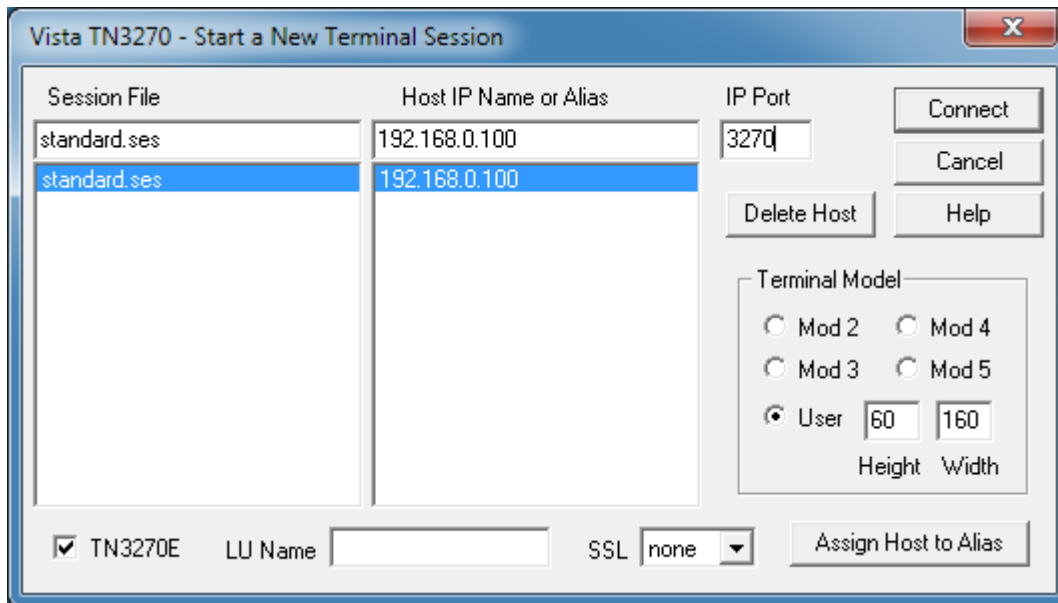 Vista TN3270 - Start a New Terminal Session
Session File
Host IP Name or Alias
IP Port
standard.ses
192.168.0.100
3270
Connect
standard.ses
192.168.0.100
Cancel
Delete Host
Help
Terminal Model
Mod 2
Mod 4
Mod 3
Mod 5
User
60
160
Height
Width
TN3270E
LU Name
SSL
none
Assign Host to Alias